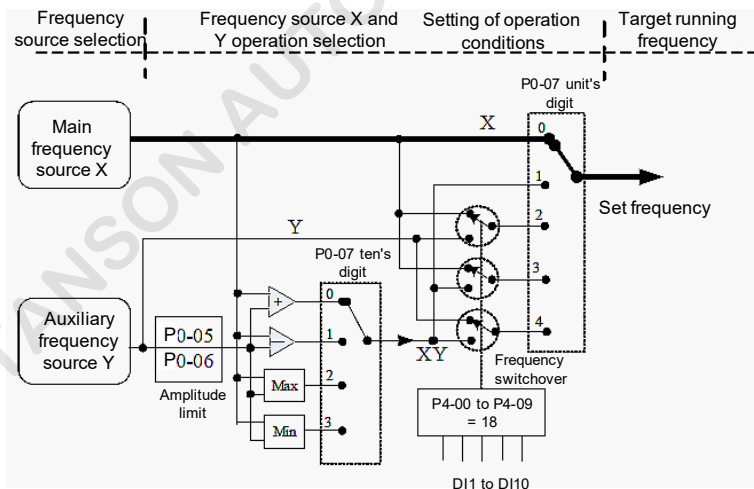 Frequency
source selection
Frequency source X and
Y operation selection
Setting of operation
conditions
Target running
frequency
P0-07 unit's
digit
Main
frequency
source X
X
0
1
2
3
4
Set frequency
Y
P0-07 ten's
digit
Auxiliary
frequency
source Y
P0-05
P0-06
Amplitude
limit
+
−
Max
Min
0
1
2
3
XY
Frequency
switchover
P4-00 to P4-09
= 18
DI1 to DI10
TANSON AUTO